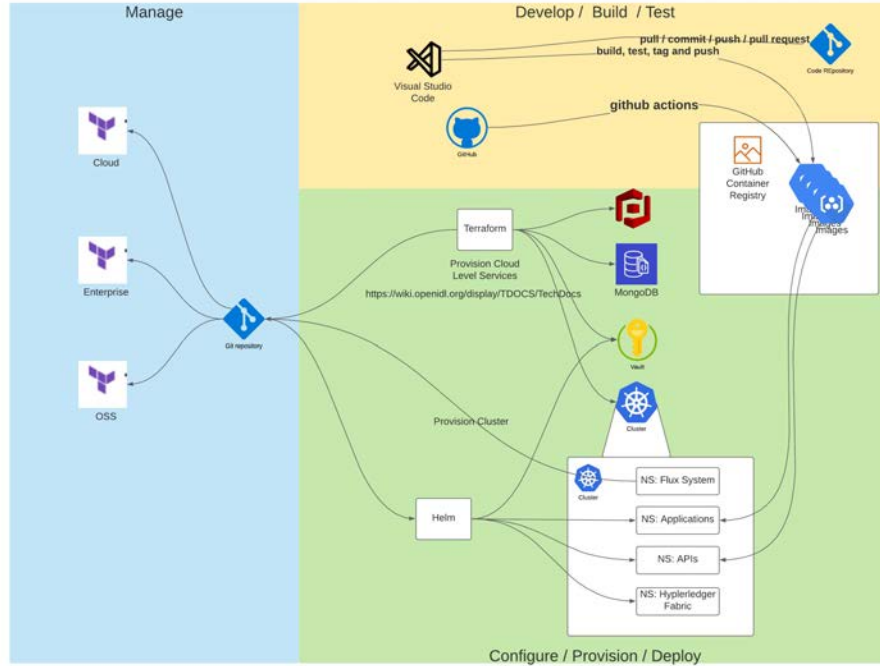 Manage
Develop / Build / Test
pull / commit / push / pull request
build, test, tag and push
Code REpository
Visual Studio
Code
github actions
GitHub
GitHub
Container
Registry
Images
Cloud
Enterprise
OSS
Git repository
Terraform
Provision Cloud
Level Services
https://wiki.openidl.org/display/TDOCS/TechDocs
MongoDB
Vault
Cluster
Provision Cluster
Cluster
NS: Flux System
Helm
NS: Applications
NS: APIs
NS: Hyplerledger
Fabric
Configure / Provision / Deploy